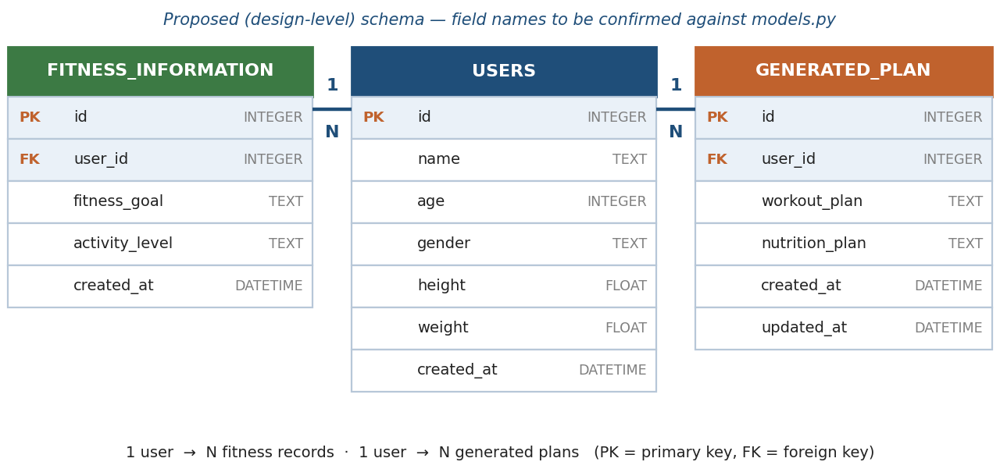 Proposed (design-level) schema — field names to be confirmed against models.py
FITNESS_INFORMATION
PK id INTEGER
FK user_id INTEGER
fitness_goal TEXT
activity_level TEXT
created_at DATETIME
1
N
USERS
PK id INTEGER
name TEXT
age INTEGER
gender TEXT
height FLOAT
weight FLOAT
created_at DATETIME
1
N
GENERATED_PLAN
PK id INTEGER
FK user_id INTEGER
workout_plan TEXT
nutrition_plan TEXT
created_at DATETIME
updated_at DATETIME
1 user → N fitness records · 1 user → N generated plans (PK = primary key, FK = foreign key)